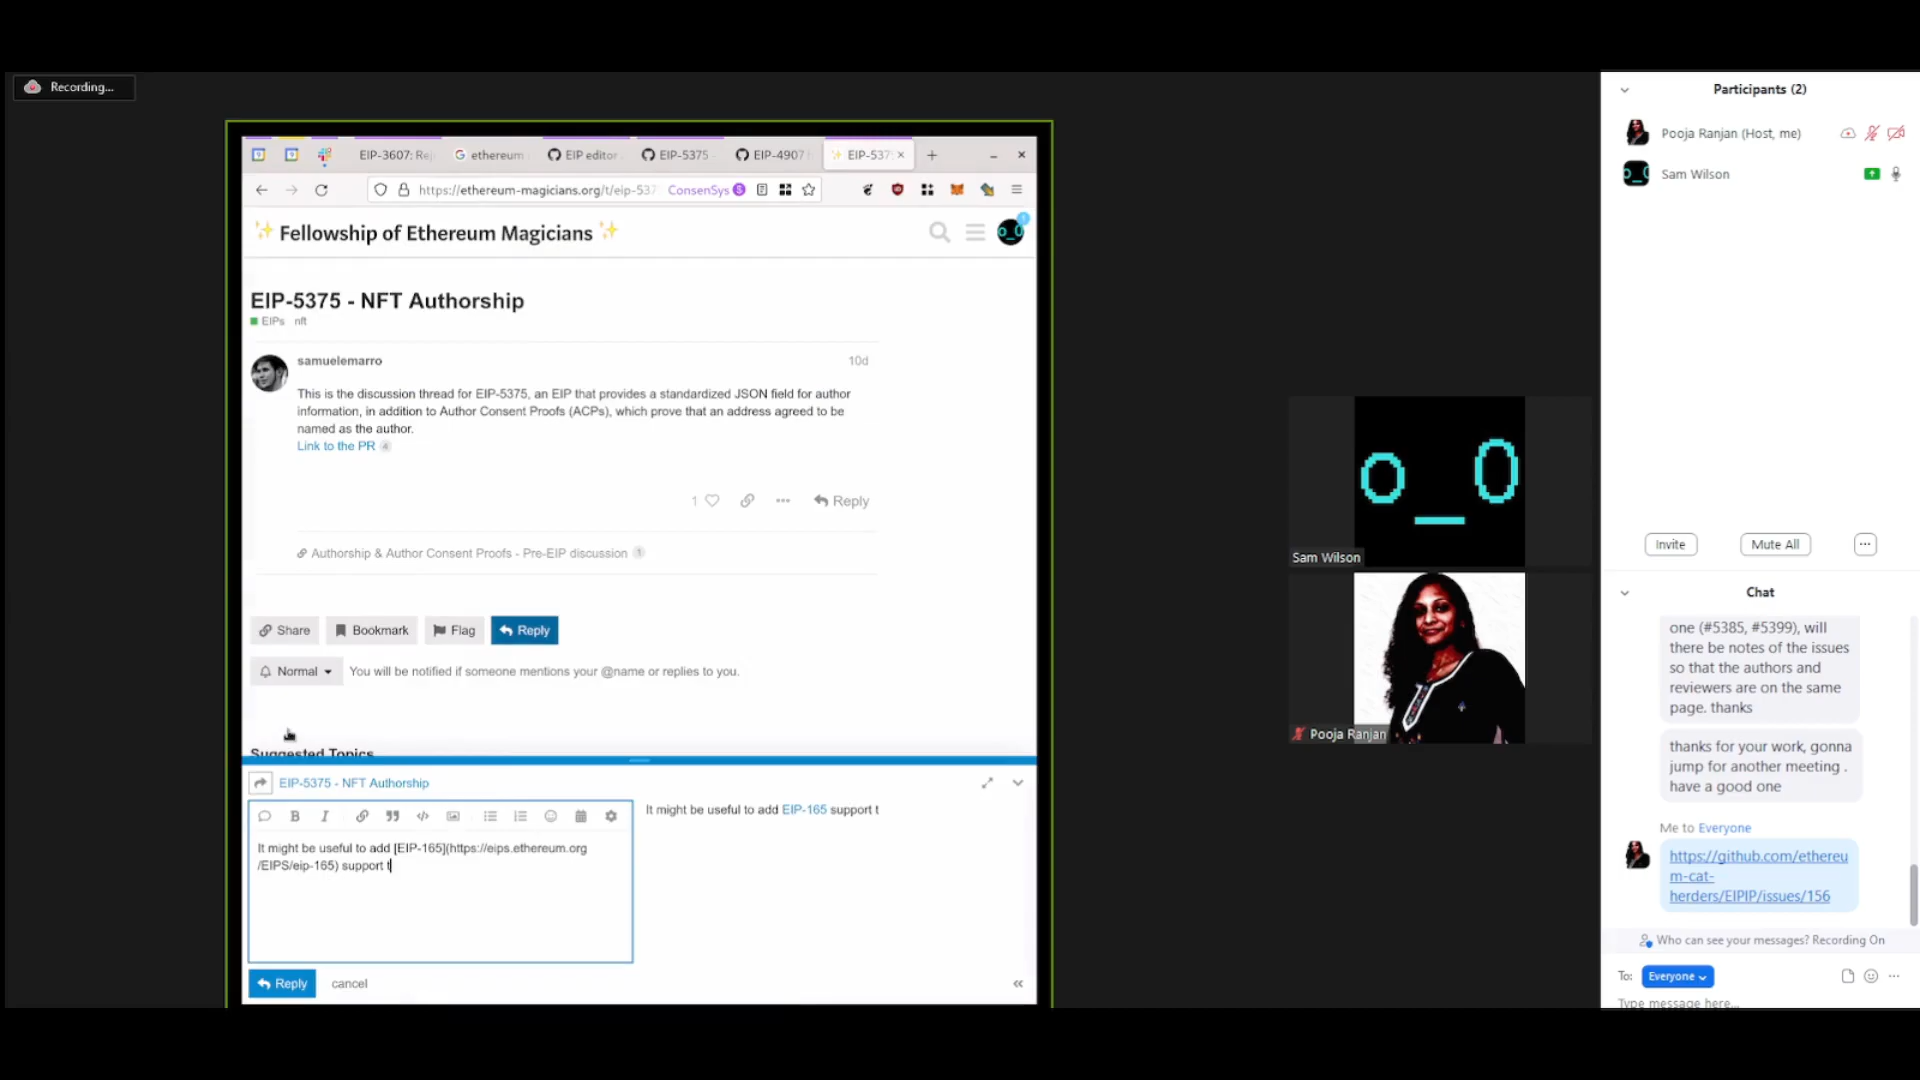 Recording...
EIP-3607: Rej
ethereum
EIP editor
EIP-5375
EIP-4907
EIP-537
https://ethereum-magicians.org/t/eip-537
ConsenSys
Fellowship of Ethereum Magicians
EIP-5375 - NFT Authorship
EIPs nft
samuelemarro
10d
This is the discussion thread for EIP-5375, an EIP that provides a standardized JSON field for author
information, in addition to Author Consent Proofs (ACPs), which prove that an address agreed to be
named as the author.
Link to the PR 4
1
Reply
Authorship & Author Consent Proofs - Pre-EIP discussion 1
Share
Bookmark
Flag
Reply
Normal
You will be notified if someone mentions your @name or replies to you.
Suggested Topics
EIP-5375 - NFT Authorship
It might be useful to add [EIP-165](https://eips.ethereum.org
/EIPS/eip-165) support t
It might be useful to add EIP-165 support t
Reply
cancel
Sam Wilson
Pooja Ranjan
Participants (2)
Pooja Ranjan (Host, me)
Sam Wilson
Invite
Mute All
Chat
one (#5385, #5399), will
there be notes of the issues
so that the authors and
reviewers are on the same
page. thanks
thanks for your work, gonna
jump for another meeting .
have a good one
Me to Everyone
https://github.com/ethereu
m-cat-
herders/EIPIP/issues/156
Who can see your messages? Recording On
To: Everyone
Type message here...